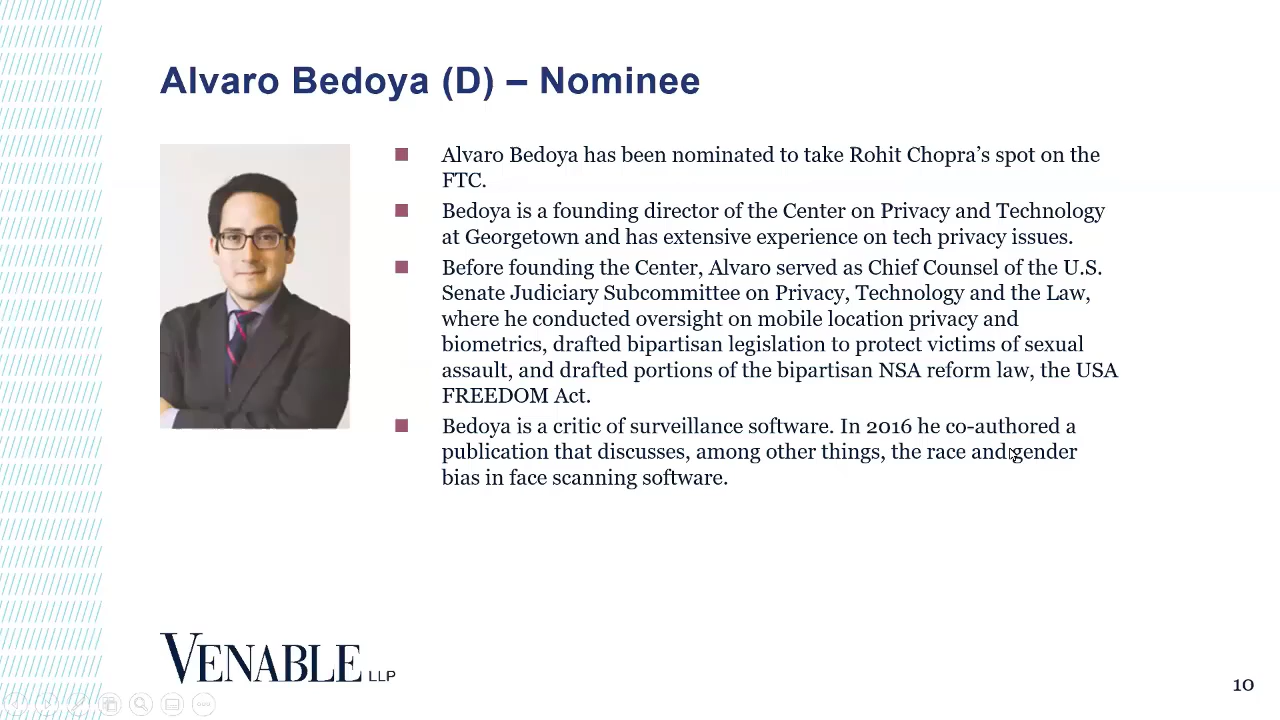 Alvaro Bedoya (D) – Nominee
Alvaro Bedoya has been nominated to take Rohit Chopra’s spot on the
FTC.
Bedoya is a founding director of the Center on Privacy and Technology
at Georgetown and has extensive experience on tech privacy issues.
Before founding the Center, Alvaro served as Chief Counsel of the U.S.
Senate Judiciary Subcommittee on Privacy, Technology and the Law,
where he conducted oversight on mobile location privacy and
biometrics, drafted bipartisan legislation to protect victims of sexual
assault, and drafted portions of the bipartisan NSA reform law, the USA
FREEDOM Act.
Bedoya is a critic of surveillance software. In 2016 he co-authored a
publication that discusses, among other things, the race and gender
bias in face scanning software.
VENABLE LLP
10